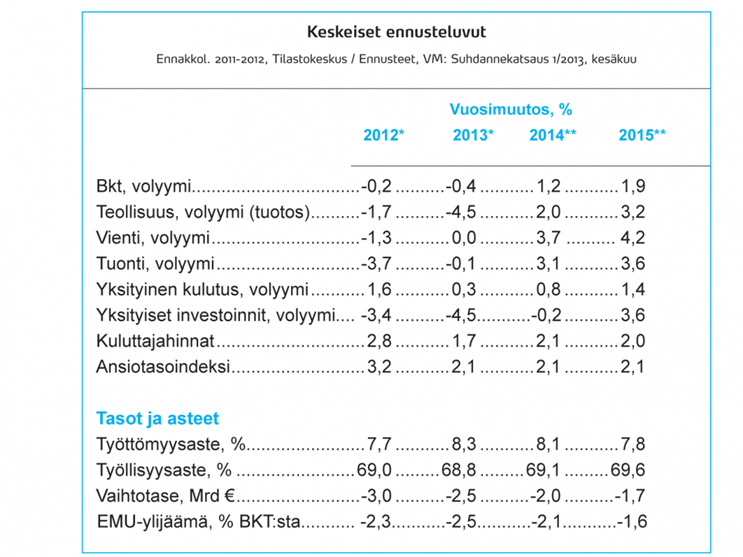 Keskeiset ennusteluvut
Ennakkol. 2011-2012, Tilastokeskus / Ennusteet, VM: Suhdannekatsaus 1/2013, kesäkuu
Vuosimuutos, %
2012* 2013* 2014** 2015**
Bkt, volyymi -0,2 -0,4 1,2 1,9
Teollisuus, volyymi (tuotos) -1,7 -4,5 2,0 3,2
Vienti, volyymi -1,3 0,0 3,7 4,2
Tuonti, volyymi -3,7 -0,1 3,1 3,6
Yksityinen kulutus, volyymi 1,6 0,3 0,8 1,4
Yksityiset investoinnit, volyymi -3,4 -4,5 -0,2 3,6
Kuluttajahinnat 2,8 1,7 2,1 2,0
Ansiotasoindeksi 3,2 2,1 2,1 2,1
Tasot ja asteet
Työttömyysaste, % 7,7 8,3 8,1 7,8
Työllisyysaste, % 69,0 68,8 69,1 69,6
Vaihtotase, Mrd € -3,0 -2,5 -2,0 -1,7
EMU-ylijäämä, % BKT:sta -2,3 -2,5 -2,1 -1,6